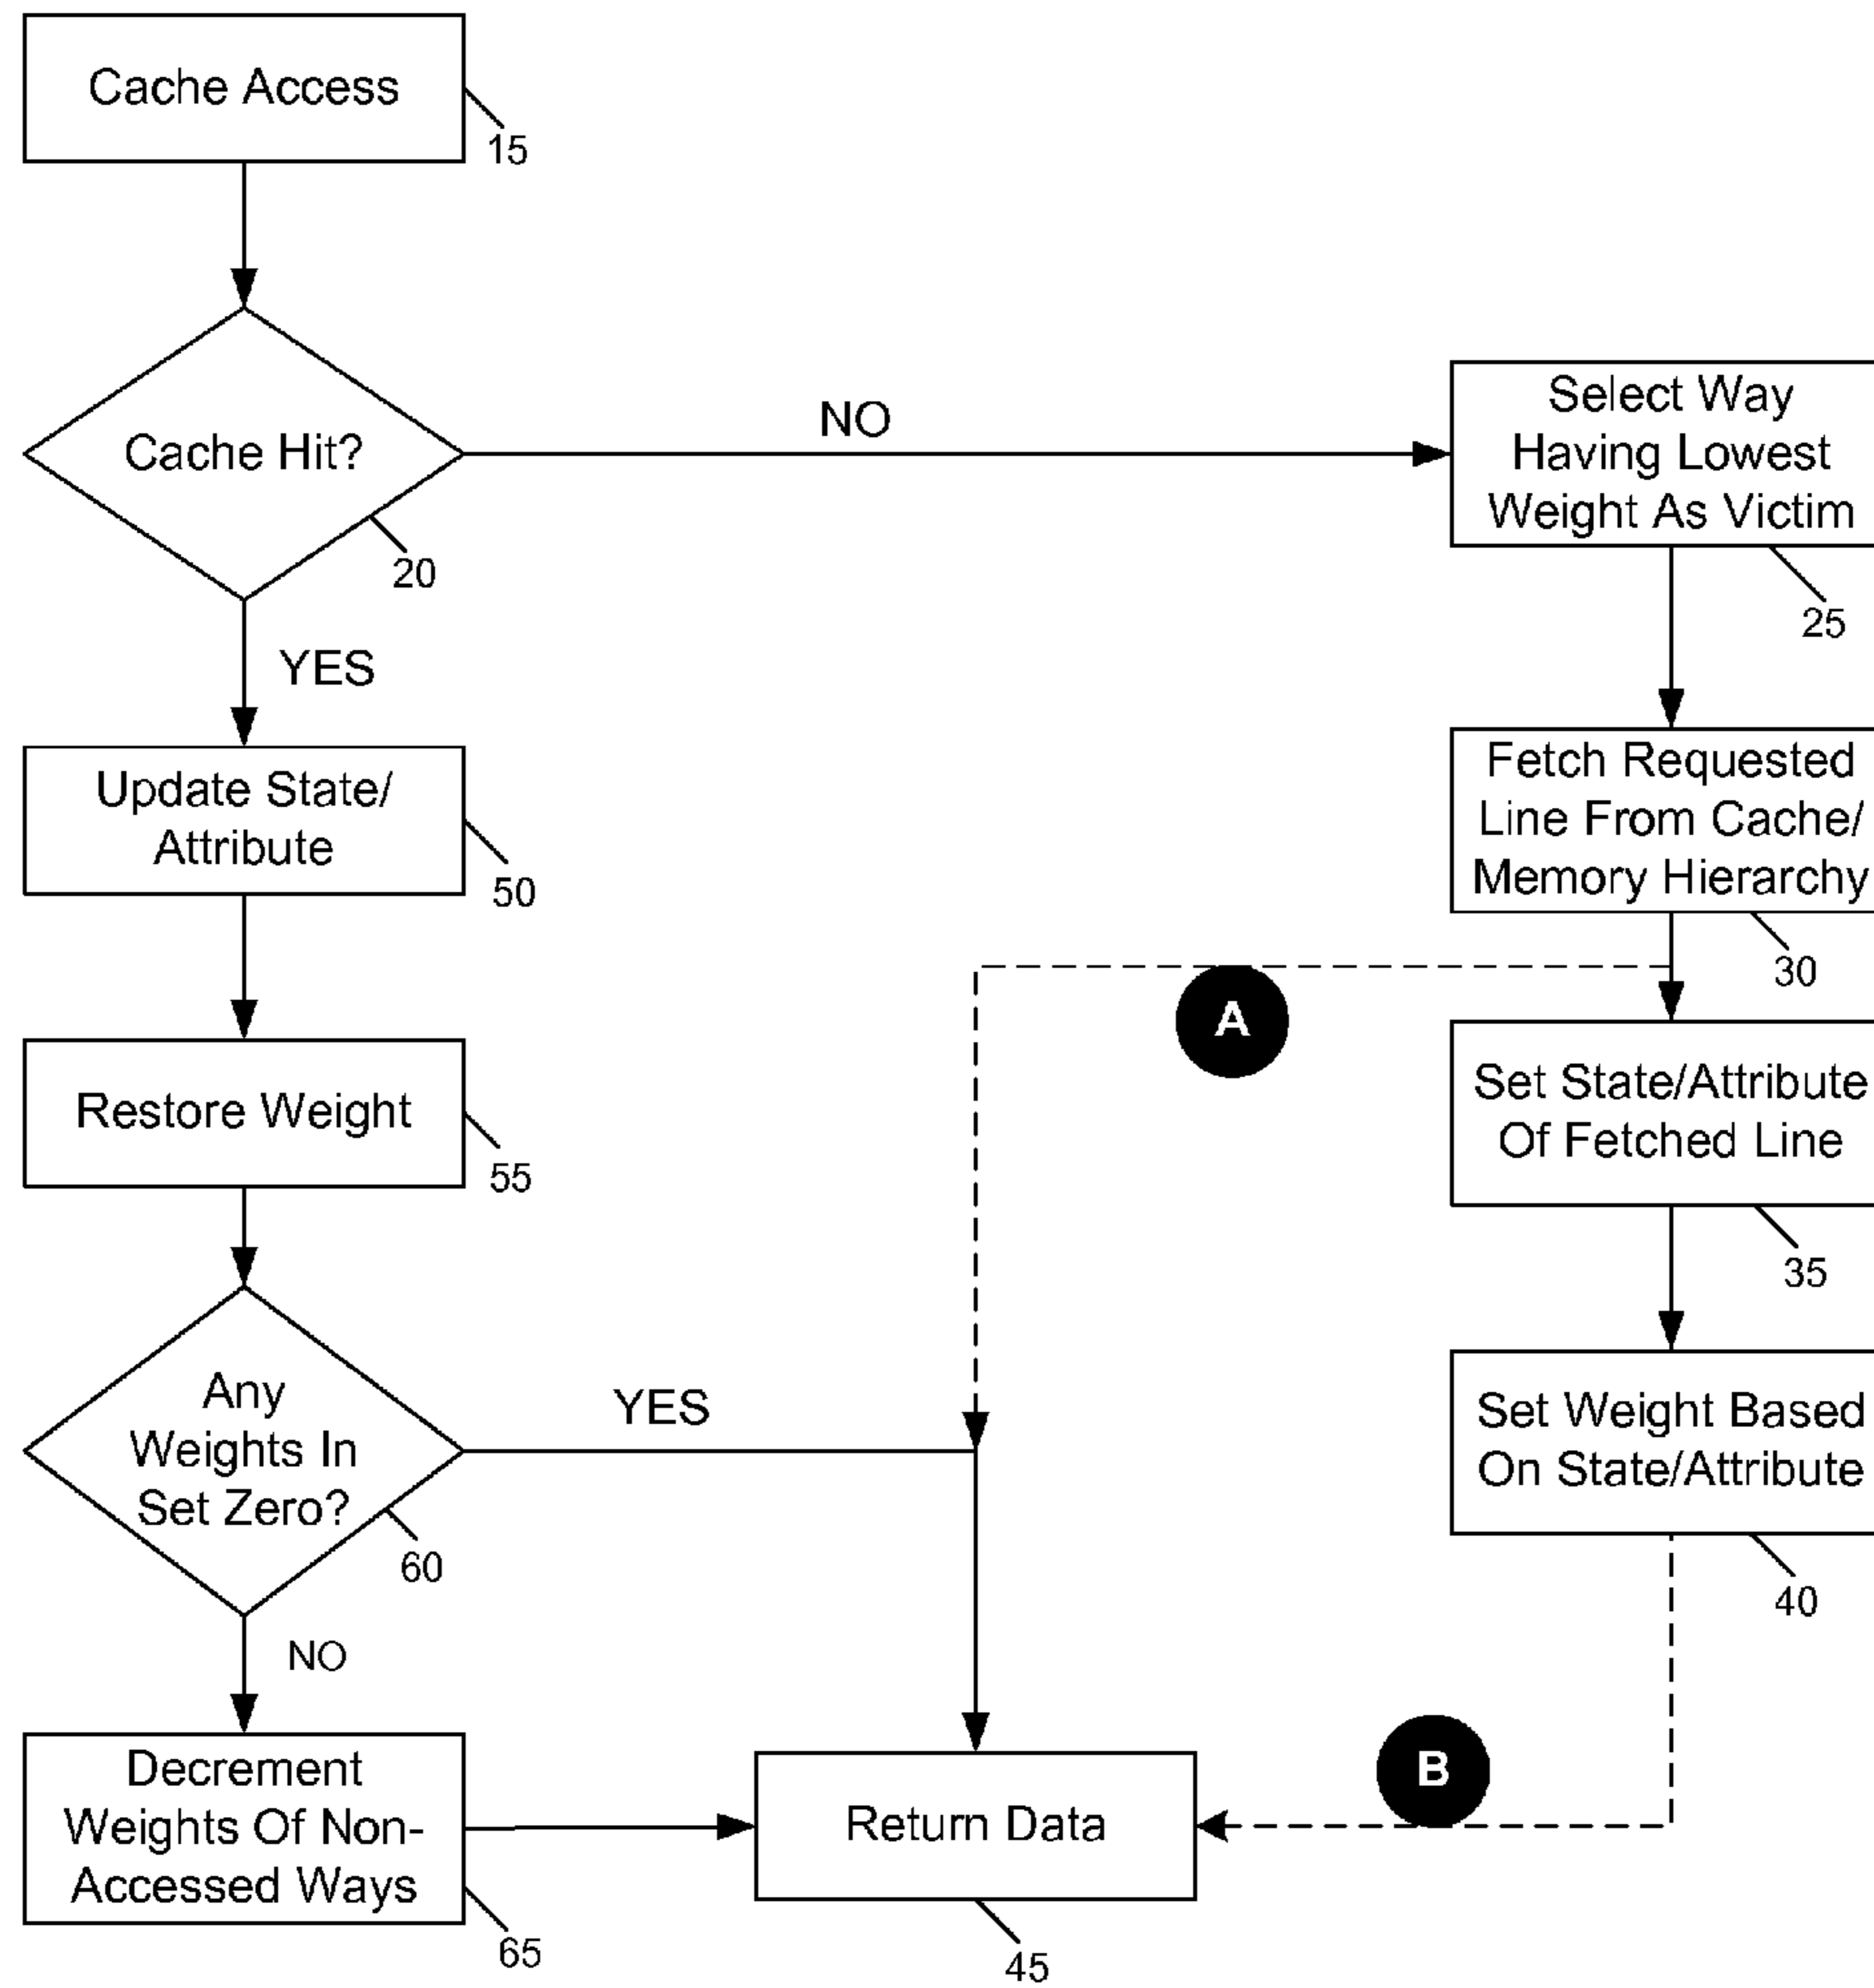 Cache Access
15
Cache Hit?
20
NO
Select Way
Having Lowest
Weight As Victim
25
YES
Update State/
Attribute
50
Fetch Requested
Line From Cache/
Memory Hierarchy
30
A
Restore Weight
55
Set State/Attribute
Of Fetched Line
35
Any
Weights In
Set Zero?
60
YES
Set Weight Based
On State/Attribute
40
NO
Decrement
Weights Of Non-
Accessed Ways
65
Return Data
45
B